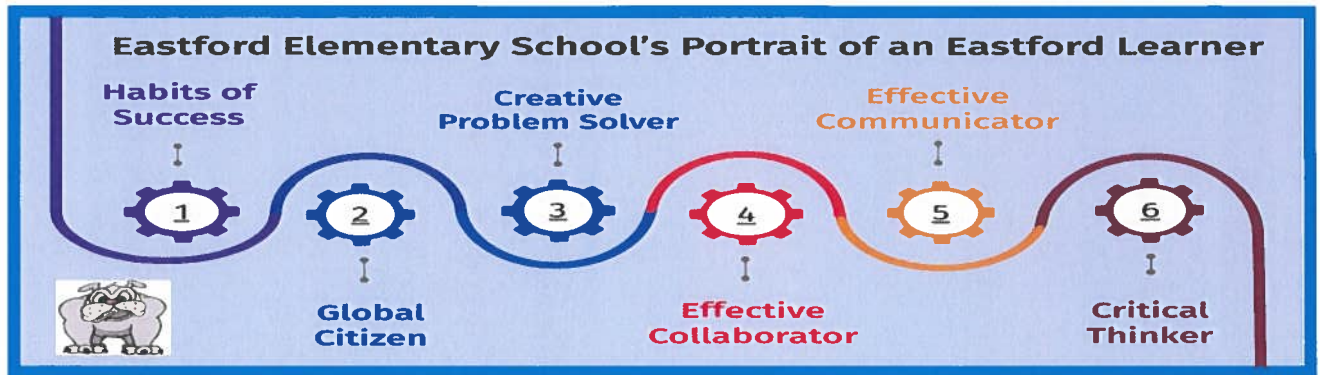 Eastford Elementary School's Portrait of an Eastford Learner
Habits of
Success
1
2
Global
Citizen
Creative
Problem Solver
3
4
Effective
Collaborator
Effective
Communicator
5
6
Critical
Thinker